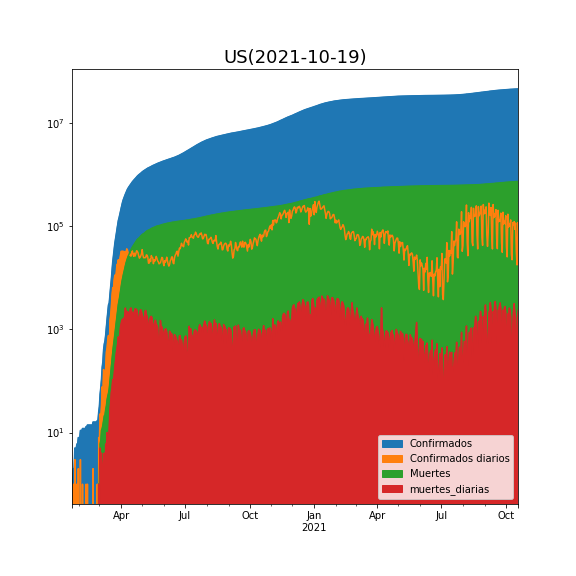 US(2021-10-19)
10^7
10^5
10^3
10^1
Apr Jul Oct Jan Apr Jul Oct
2021
Confirmados
Confirmados diarios
Muertes
muertes_diarias